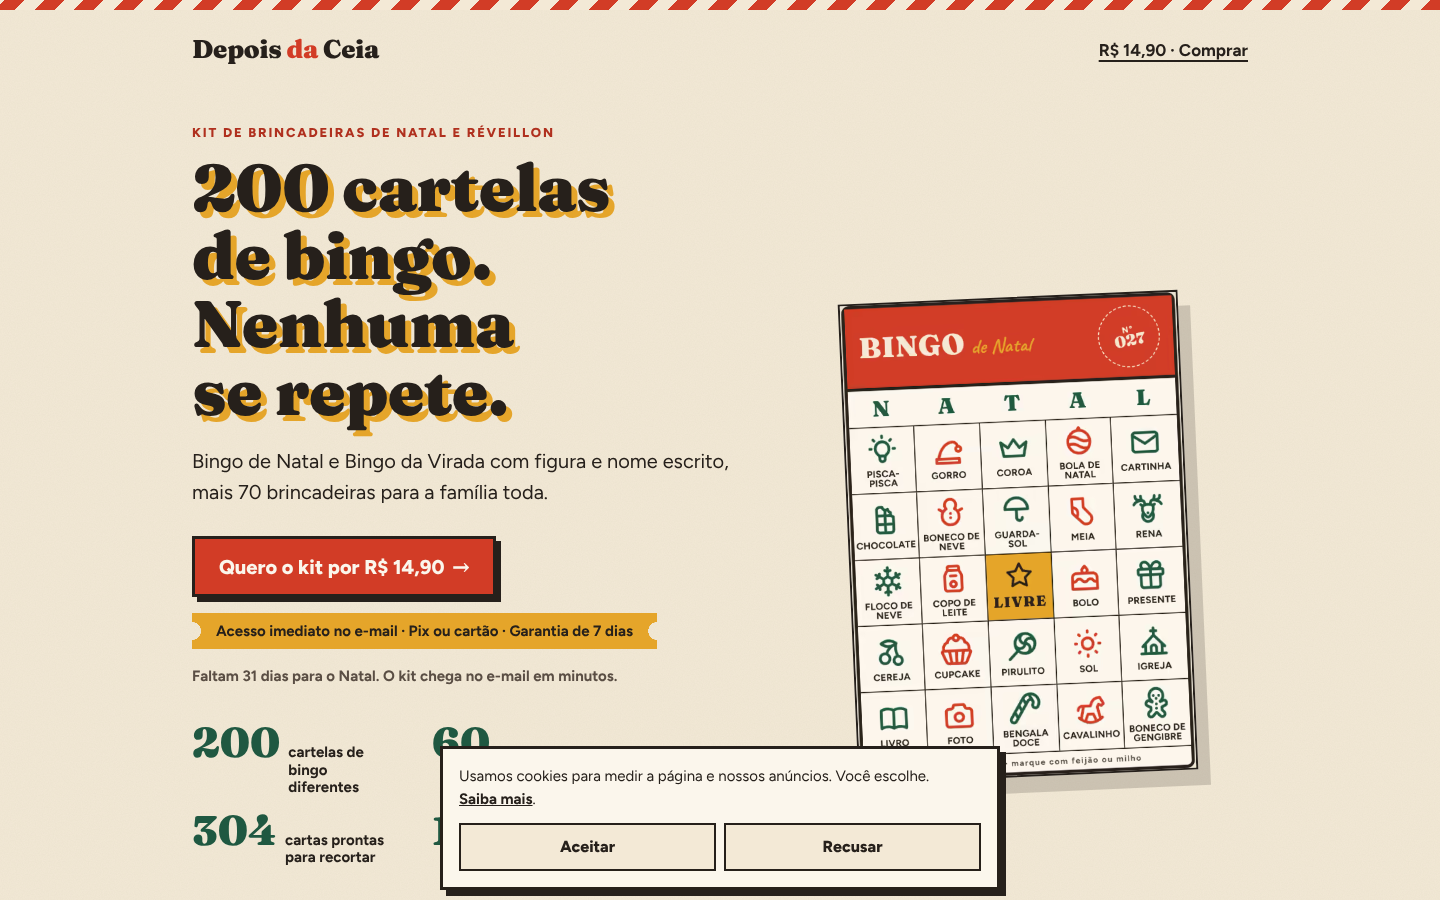 Depois da Ceia
R$ 14,90 · Comprar
KIT DE BRINCADEIRAS DE NATAL E RÉVEILLON
200 cartelas
de bingo.
Nenhuma
se repete.
Bingo de Natal e Bingo da Virada com figura e nome escrito,
mais 70 brincadeiras para a família toda.
Quero o kit por R$ 14,90 →
Acesso imediato no e-mail · Pix ou cartão · Garantia de 7 dias
Faltam 31 dias para o Natal. O kit chega no e-mail em minutos.
200
cartelas de
bingo
diferentes
60
304
cartas prontas
para recortar
BINGO de Natal
Nº
027
N A T A L
PISCA-
PISCA
GORRO
COROA
BOLA DE
NATAL
CARTINHA
CHOCOLATE
BONECO DE
NEVE
GUARDA-
SOL
MEIA
RENA
FLOCO DE
NEVE
COPO DE
LEITE
LIVRE
BOLO
PRESENTE
CEREJA
CUPCAKE
PIRULITO
SOL
IGREJA
LIVRO
FOTO
BENGALA
DOCE
CAVALINHO
BONECO DE
GENGIBRE
marque com feijão ou milho
Usamos cookies para medir a página e nossos anúncios. Você escolhe.
Saiba mais.
Aceitar
Recusar